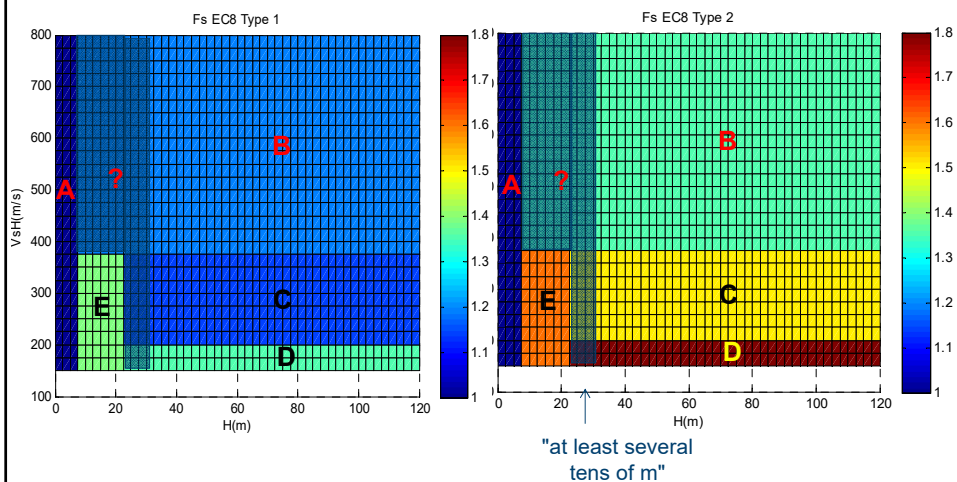 Fs EC8 Type 1
800
700
600
500
400
300
200
100
VsH(m/s)
A
?
B
E
C
D
0
20
40
60
80
100
120
H(m)
1.8
1.7
1.6
1.5
1.4
1.3
1.2
1.1
1
Fs EC8 Type 2
A
?
B
E
C
D
0
20
40
60
80
100
120
H(m)
1.8
1.7
1.6
1.5
1.4
1.3
1.2
1.1
1
"at least several
tens of m"